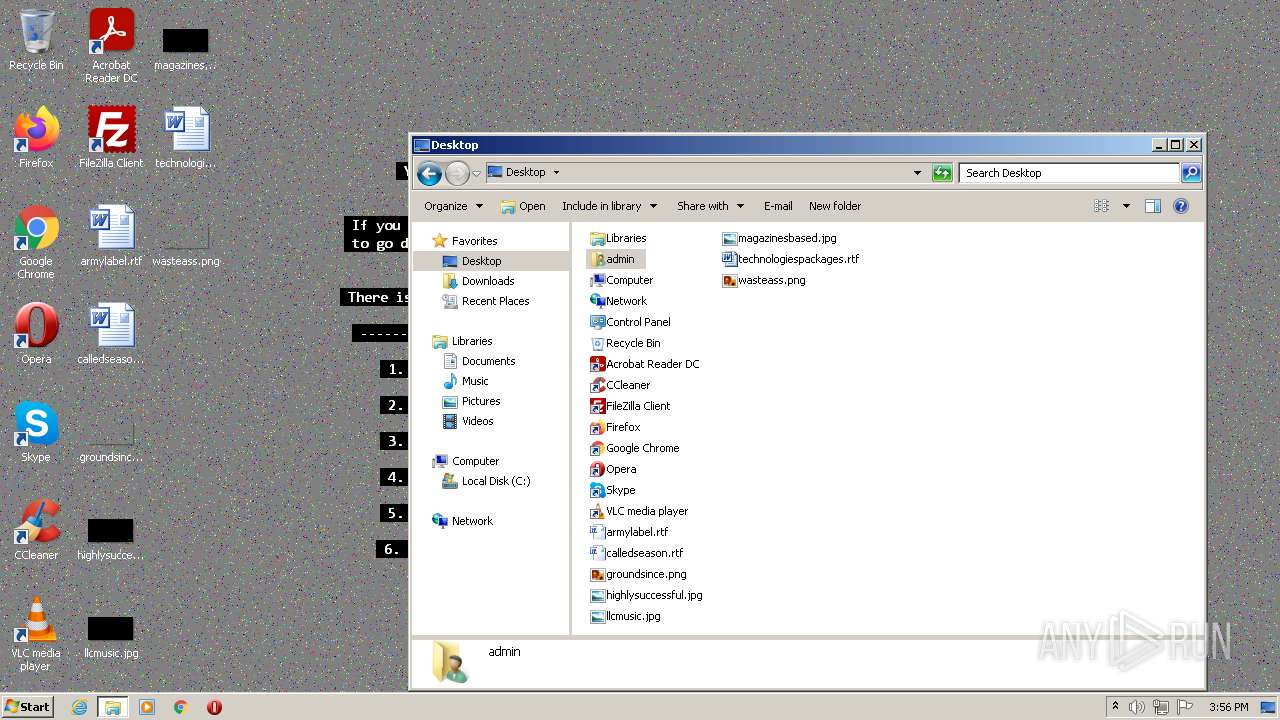 Recycle Bin
Acrobat
Reader DC
magazines...
Firefox
FileZilla Client
technologi...
Google
Chrome
armylabel.rtf
wasteass.png
Opera
calledseaso...
Skype
groundsinc...
CCleaner
highlysucce...
VLC media
player
llcmusic.jpg
If you
to go d
There is
------
1.
2.
3.
4.
5.
6.
Desktop
Desktop
Search Desktop
Organize
Open
Include in library
Share with
E-mail
New folder
Favorites
Desktop
Downloads
Recent Places
Libraries
Documents
Music
Pictures
Videos
Computer
Local Disk (C:)
Network
Libraries
admin
Computer
Network
Control Panel
Recycle Bin
Acrobat Reader DC
CCleaner
FileZilla Client
Firefox
Google Chrome
Opera
Skype
VLC media player
armylabel.rtf
calledseason.rtf
groundsince.png
highlysuccessful.jpg
llcmusic.jpg
magazinesbatch.png
technologiespackages.rtf
wasteass.png
admin
ANY RUN
Start
3:56 PM